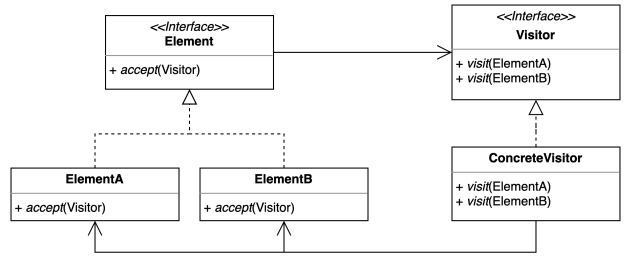 <<Interface>>
Element
+ accept(Visitor)
<<Interface>>
Visitor
+ visit(ElementA)
+ visit(ElementB)
ElementA
+ accept(Visitor)
ElementB
+ accept(Visitor)
ConcreteVisitor
+ visit(ElementA)
+ visit(ElementB)